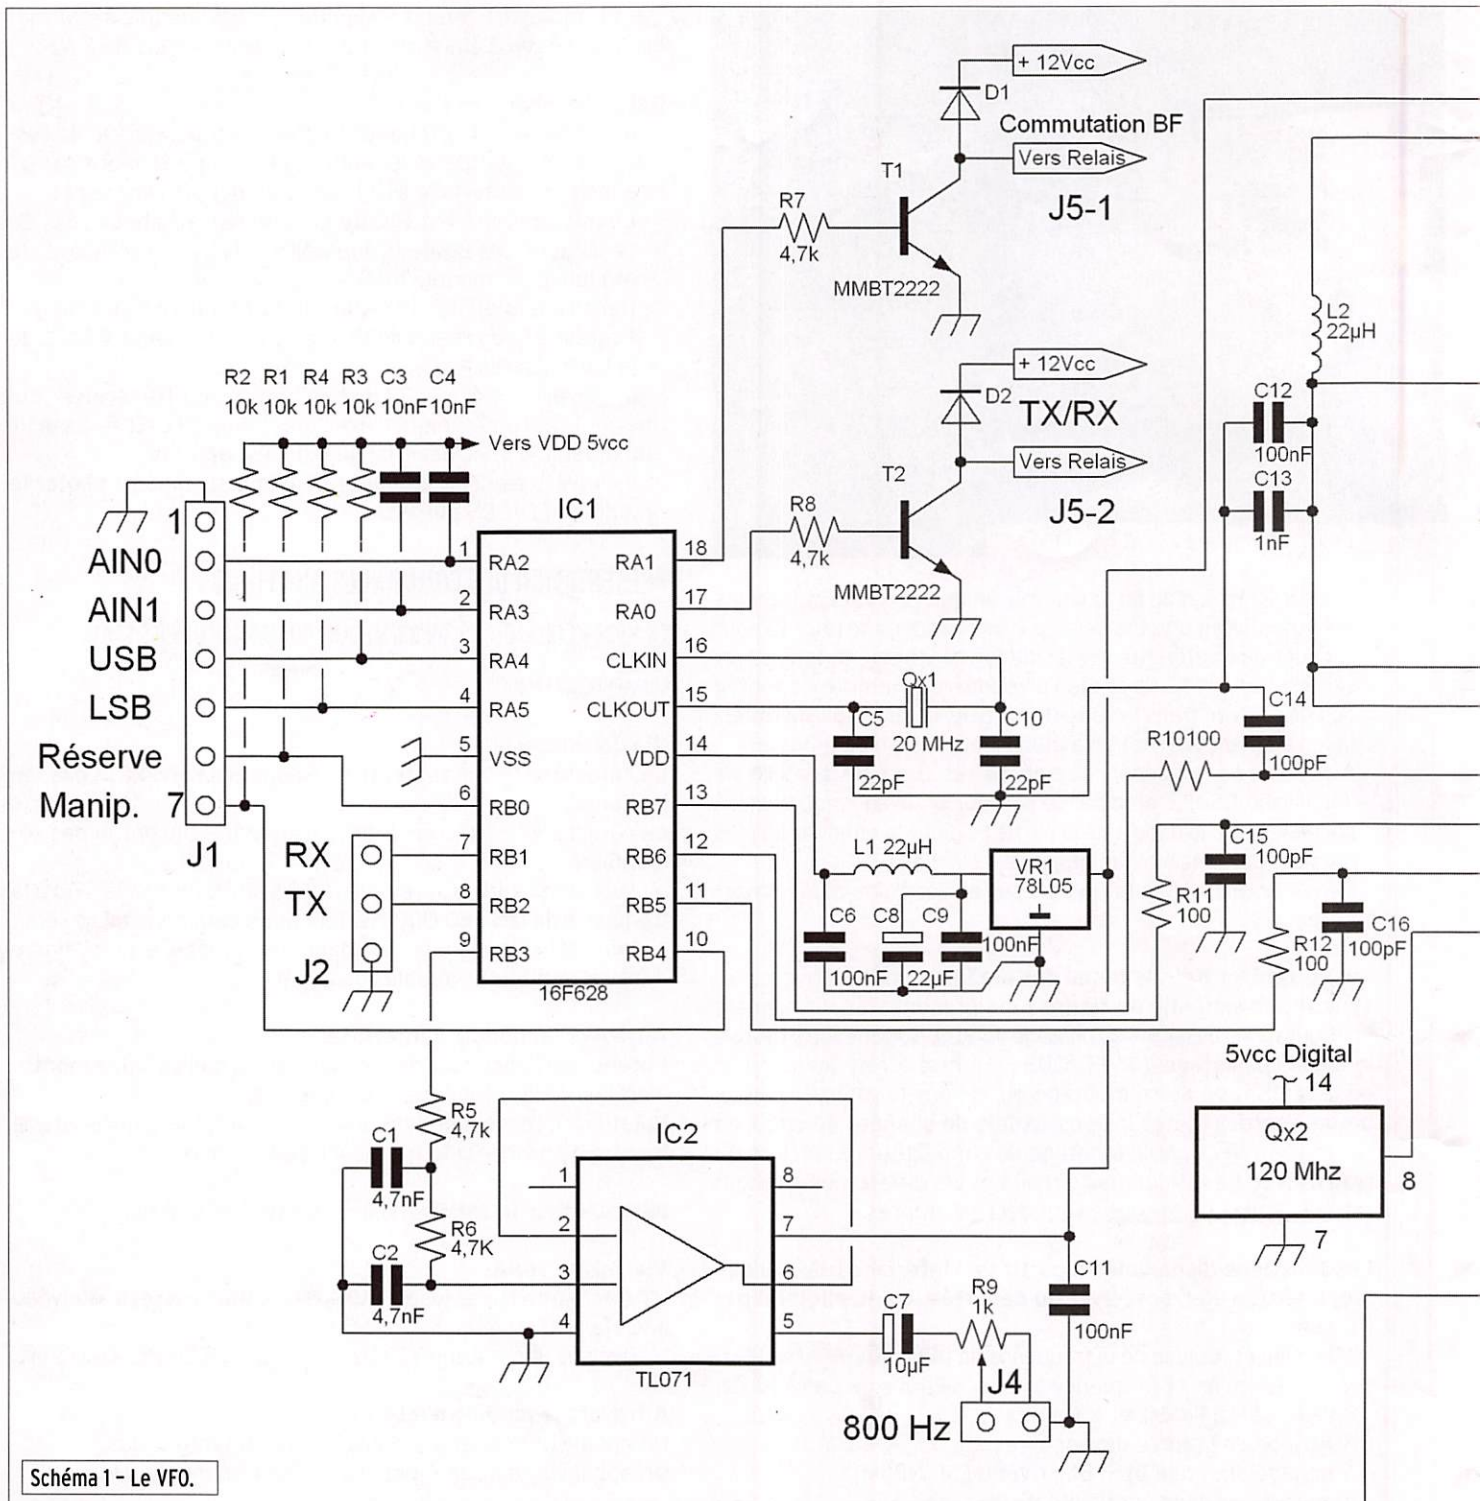 + 12Vcc
D1
Commutation BF
Vers Relais
T1
J5-1
R7
4,7k
MMBT2222
L2
22µH
+ 12Vcc
D2
TX/RX
Vers Relais
T2
J5-2
R8
4,7k
MMBT2222
C12
100nF
C13
1nF
R2 R1 R4 R3 C3 C4
10k 10k 10k 10k 10nF 10nF
Vers VDD 5vcc
IC1
1
AIN0
AIN1
USB
LSB
Réserve
Manip. 7
J1
1 RA2 RA1 18
2 RA3 RA0 17
3 RA4 CLKIN 16
4 RA5 CLKOUT 15
5 VSS VDD 14
6 RB0 RB7 13
7 RB1 RB6 12
8 RB2 RB5 11
9 RB3 RB4 10
16F628
RX
TX
J2
Qx1
20 MHz
C5
22pF
C10
22pF
C14
100pF
R10100
L1 22µH
VR1
78L05
C6
100nF
C8
22µF
C9
100nF
C15
100pF
R11
100
R12
100
C16
100pF
5vcc Digital
14
Qx2
120 Mhz
8
7
R5
4,7k
C1
4,7nF
R6
4,7K
C2
4,7nF
IC2
1 8
2 7
3 6
4 5
TL071
C11
100nF
C7
10µF
R9
1k
J4
800 Hz
Schéma 1 - Le VFO.